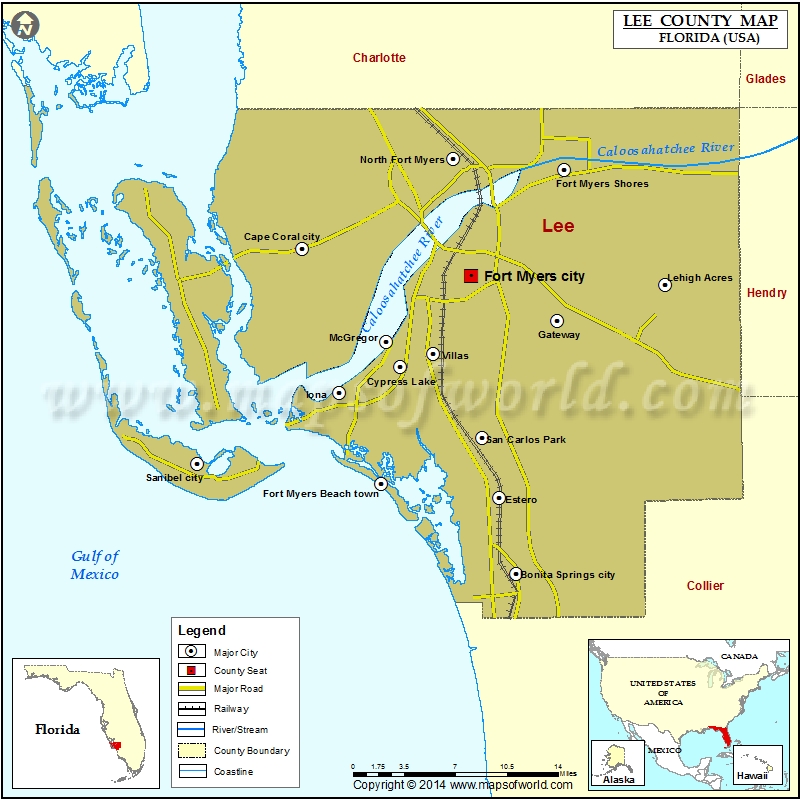 N
LEE COUNTY MAP
FLORIDA (USA)
Charlotte
Glades
Caloosahatchee River
North Fort Myers
Fort Myers Shores
Lee
Cape Coral city
Caloosahatchee River
Fort Myers city
Lehigh Acres
Hendry
McGregor
Gateway
Villas
Cypress Lake
Iona
www.mapsofworld.com
San Carlos Park
Sanibel city
Fort Myers Beach town
Estero
Gulf of
Mexico
Bonita Springs city
Collier
Legend
Major City
County Seat
Major Road
Railway
River/Stream
County Boundary
Coastline
Florida
CANADA
UNITED STATES
OF
AMERICA
MEXICO
Alaska
Hawaii
0 1.75 3.5 7 10.5 14 Miles
Copyright © 2014 www.mapsofworld.com